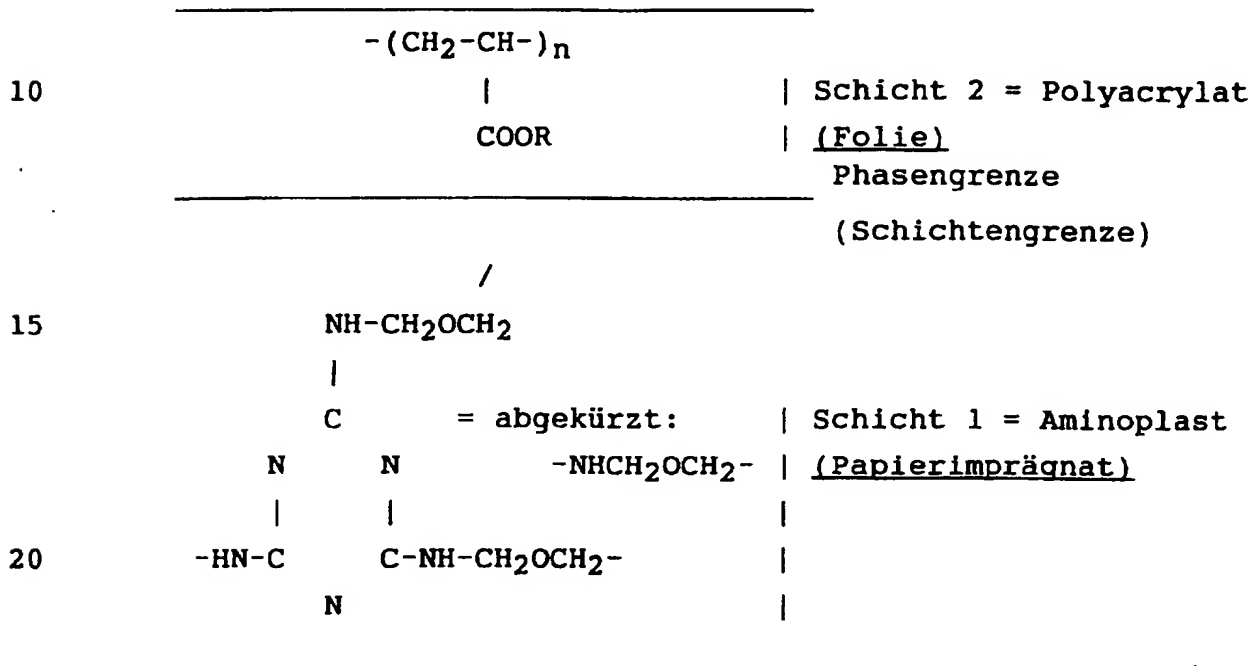 -(CH2-CH-)n
10 | | Schicht 2 = Polyacrylat
COOR | (Folie)
Phasengrenze
(Schichtengrenze)
/
15 NH-CH2OCH2
|
C = abgekürzt: | Schicht 1 = Aminoplast
N N -NHCH2OCH2- | (Papierimprägnat)
| | |
20 -HN-C C-NH-CH2OCH2- |
N |